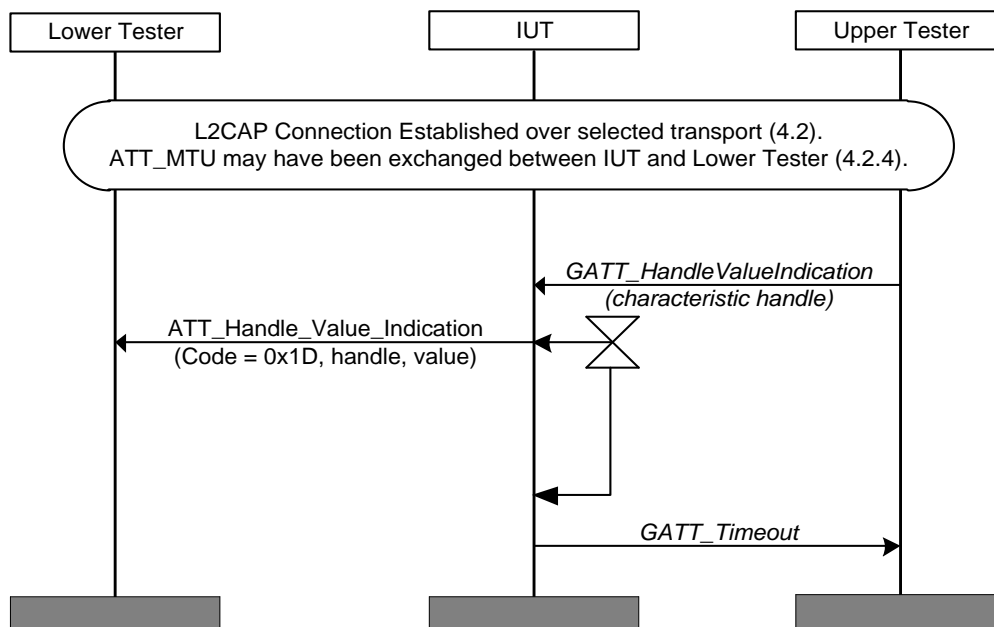 Lower Tester
IUT
Upper Tester
L2CAP Connection Established over selected transport (4.2).
ATT_MTU may have been exchanged between IUT and Lower Tester (4.2.4).
GATT_HandleValueIndication
(characteristic handle)
ATT_Handle_Value_Indication
(Code = 0x1D, handle, value)
GATT_Timeout